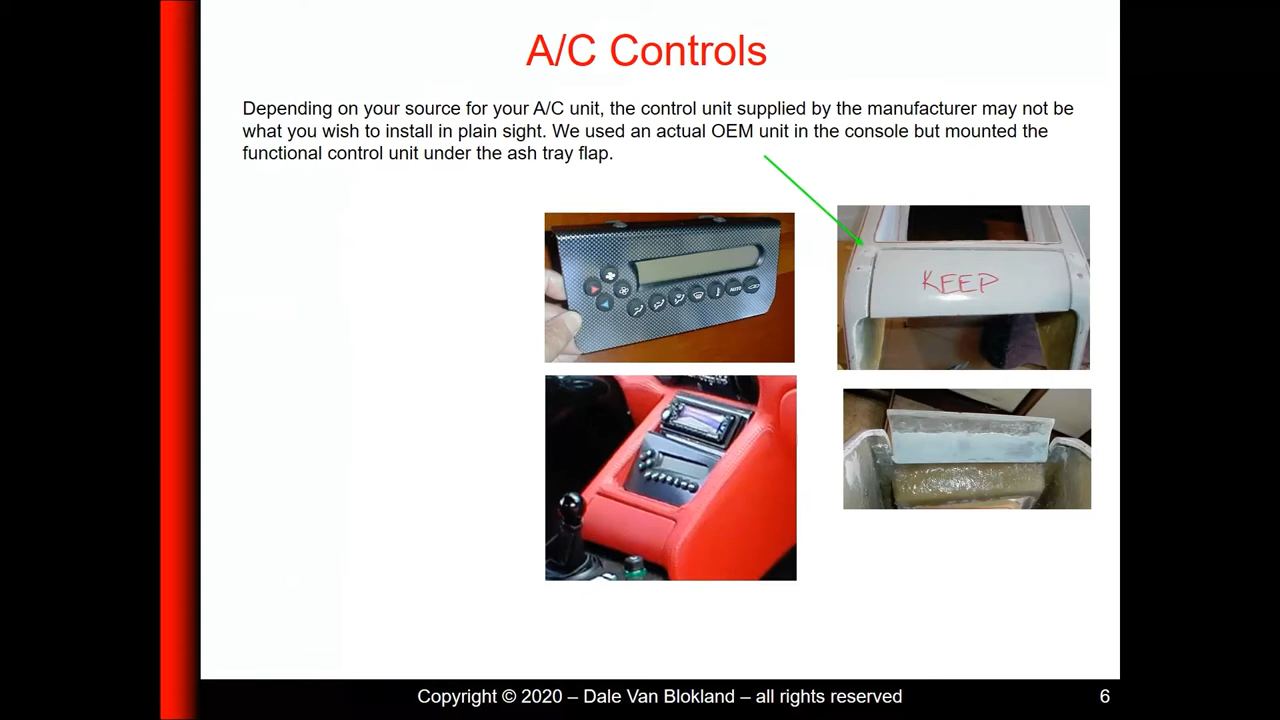 A/C Controls
Depending on your source for your A/C unit, the control unit supplied by the manufacturer may not be
what you wish to install in plain sight. We used an actual OEM unit in the console but mounted the
functional control unit under the ash tray flap.
KEEP
AUTO
Copyright © 2020 – Dale Van Blokland – all rights reserved
6